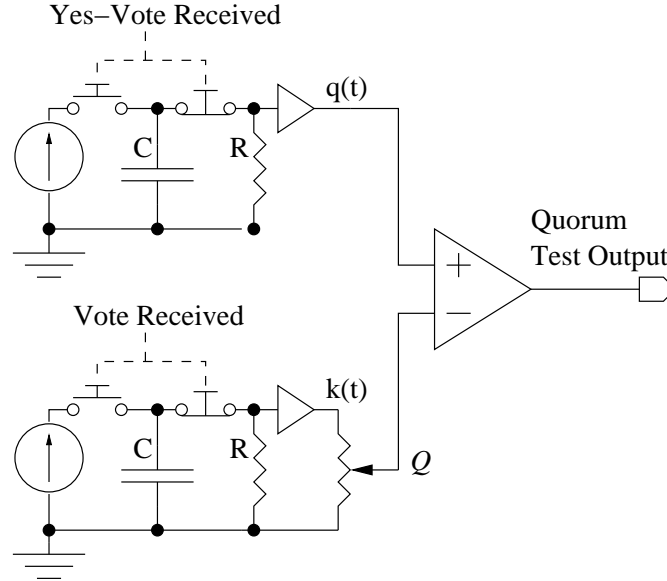 Yes−Vote Received
q(t)
C
R
+
−
Quorum
Test Output
Vote Received
k(t)
C
R
Q